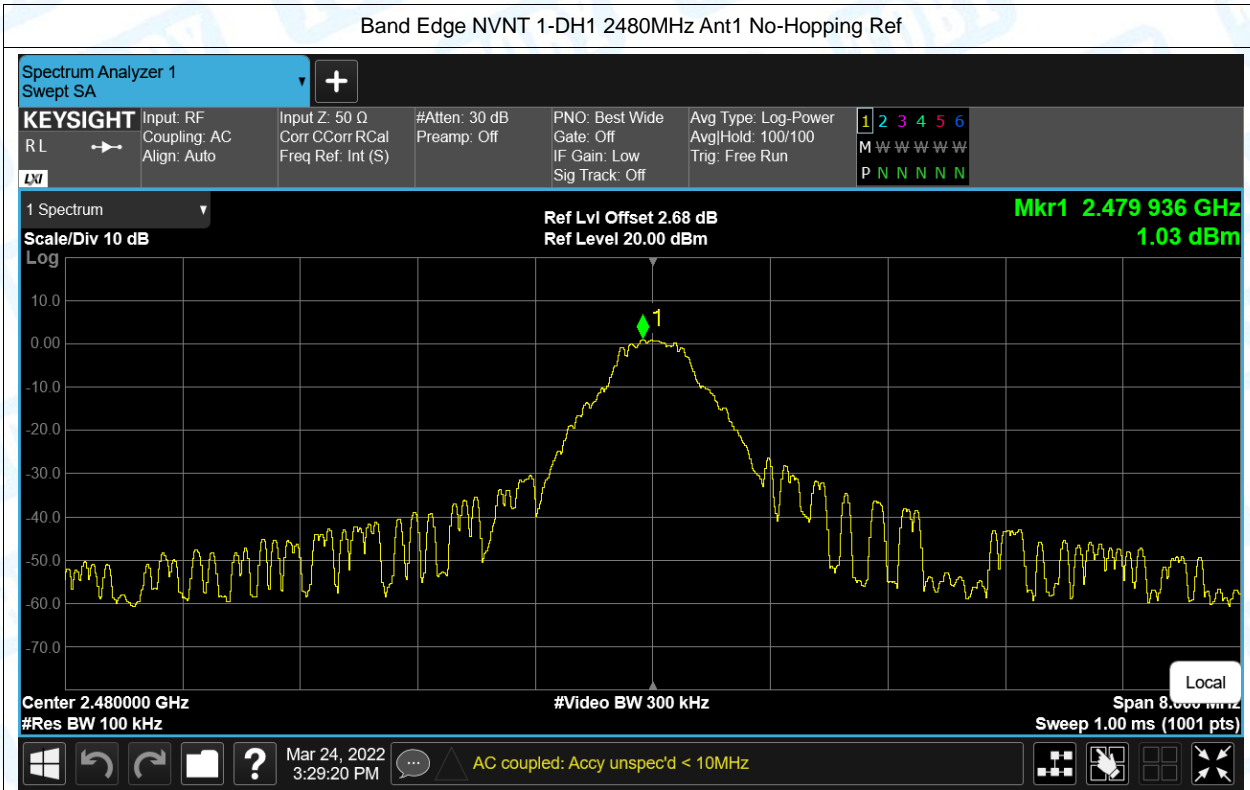 Band Edge NVNT 1-DH1 2480MHz Ant1 No-Hopping Ref
Spectrum Analyzer 1
Swept SA
KEYSIGHT
R L
LXI
Input: RF
Coupling: AC
Align: Auto
Input Z: 50 Ω
Corr CCorr RCal
Freq Ref: Int (S)
#Atten: 30 dB
Preamp: Off
PNO: Best Wide
Gate: Off
IF Gain: Low
Sig Track: Off
Avg Type: Log-Power
Avg|Hold: 100/100
Trig: Free Run
1 2 3 4 5 6
M W W W W W
P N N N N N
1 Spectrum
Scale/Div 10 dB
Ref Lvl Offset 2.68 dB
Ref Level 20.00 dBm
Mkr1 2.479 936 GHz
1.03 dBm
Log
10.0
0.00
-10.0
-20.0
-30.0
-40.0
-50.0
-60.0
-70.0
1
Center 2.480000 GHz
#Res BW 100 kHz
#Video BW 300 kHz
Local
Span 8.000 MHz
Sweep 1.00 ms (1001 pts)
?
Mar 24, 2022
3:29:20 PM
AC coupled: Accy unspec'd < 10MHz